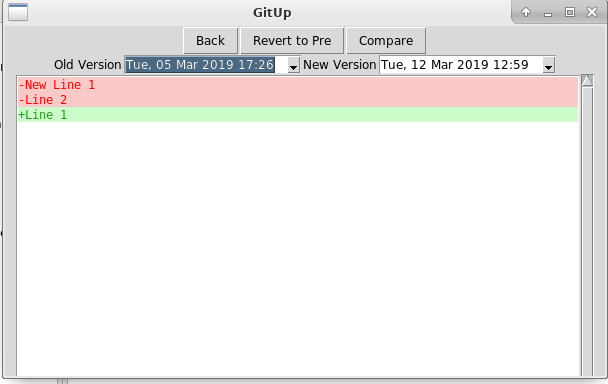 GitUp
Back Revert to Pre Compare
Old Version Tue, 05 Mar 2019 17:26 New Version Tue, 12 Mar 2019 12:59
-New Line 1
-Line 2
+Line 1